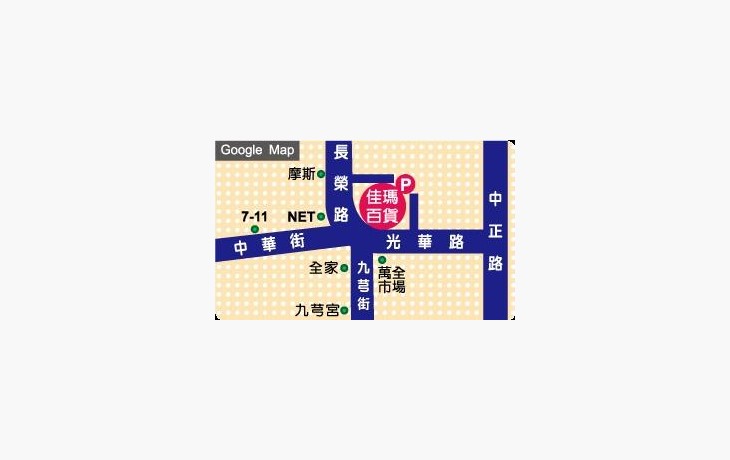 Google Map
長榮路
摩斯
P
佳瑪
百貨
中正路
7-11
NET
中華街
光華路
全家
九芎街
萬全
市場
九芎宮